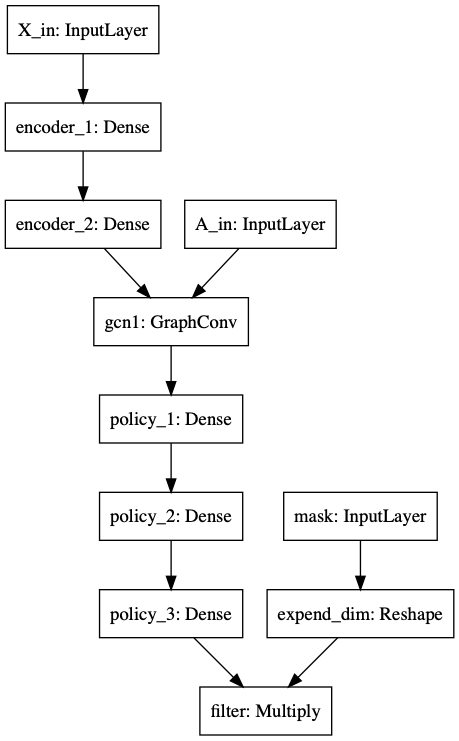 X_in: InputLayer
encoder_1: Dense
encoder_2: Dense
A_in: InputLayer
gcn1: GraphConv
policy_1: Dense
policy_2: Dense
mask: InputLayer
policy_3: Dense
expend_dim: Reshape
filter: Multiply